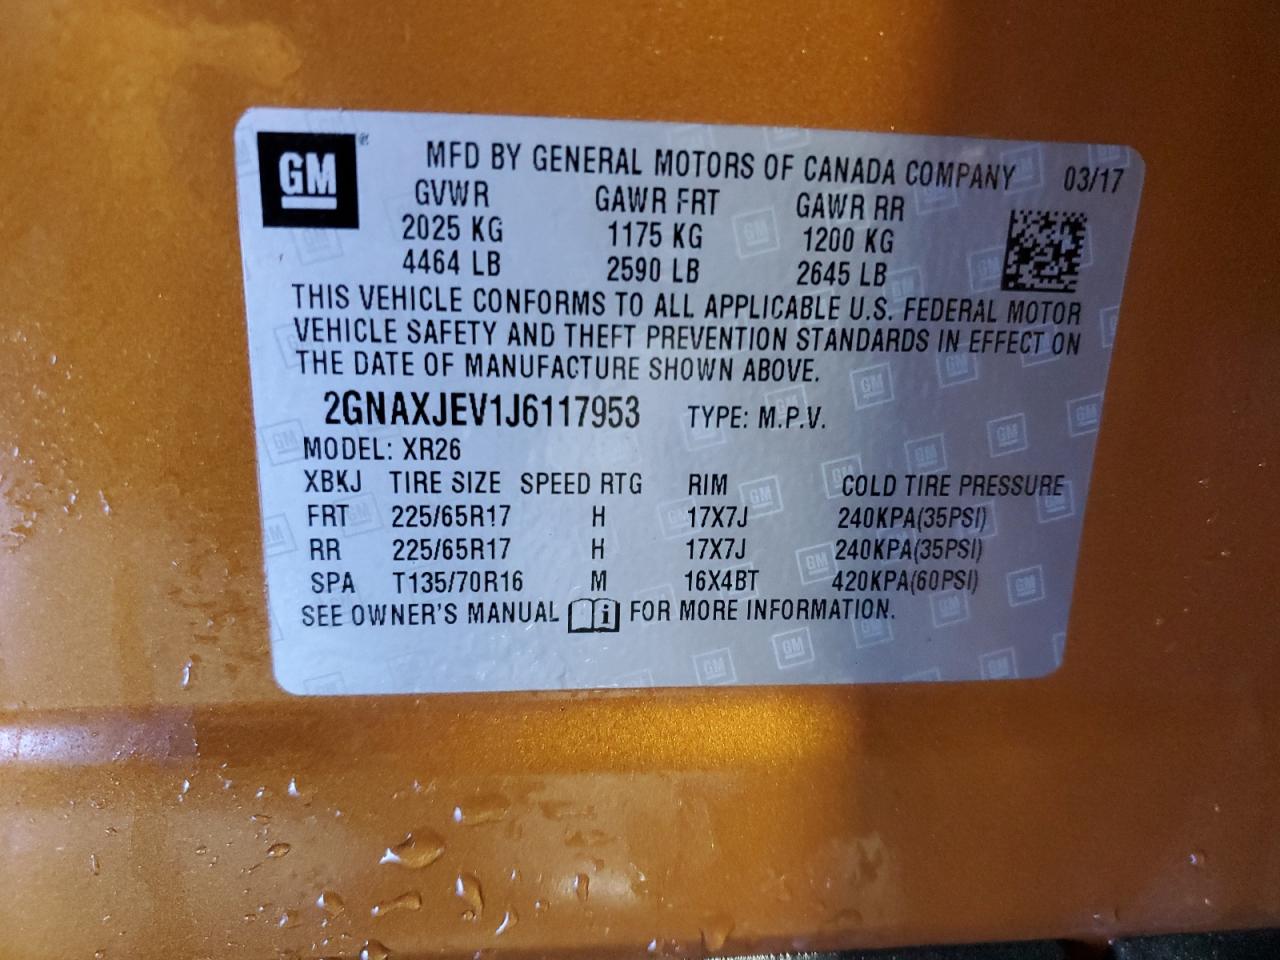 GM
MFD BY GENERAL MOTORS OF CANADA COMPANY 03/17
GVWR GAWR FRT GAWR RR
2025 KG 1175 KG 1200 KG
4464 LB 2590 LB 2645 LB
THIS VEHICLE CONFORMS TO ALL APPLICABLE U.S. FEDERAL MOTOR
VEHICLE SAFETY AND THEFT PREVENTION STANDARDS IN EFFECT ON
THE DATE OF MANUFACTURE SHOWN ABOVE.
2GNAXJEV1J6117953 TYPE: M.P.V.
MODEL: XR26
XBKJ TIRE SIZE SPEED RTG RIM COLD TIRE PRESSURE
FRT 225/65R17 H 17X7J 240KPA(35PSI)
RR 225/65R17 H 17X7J 240KPA(35PSI)
SPA T135/70R16 M 16X4BT 420KPA(60PSI)
SEE OWNER'S MANUAL i FOR MORE INFORMATION.